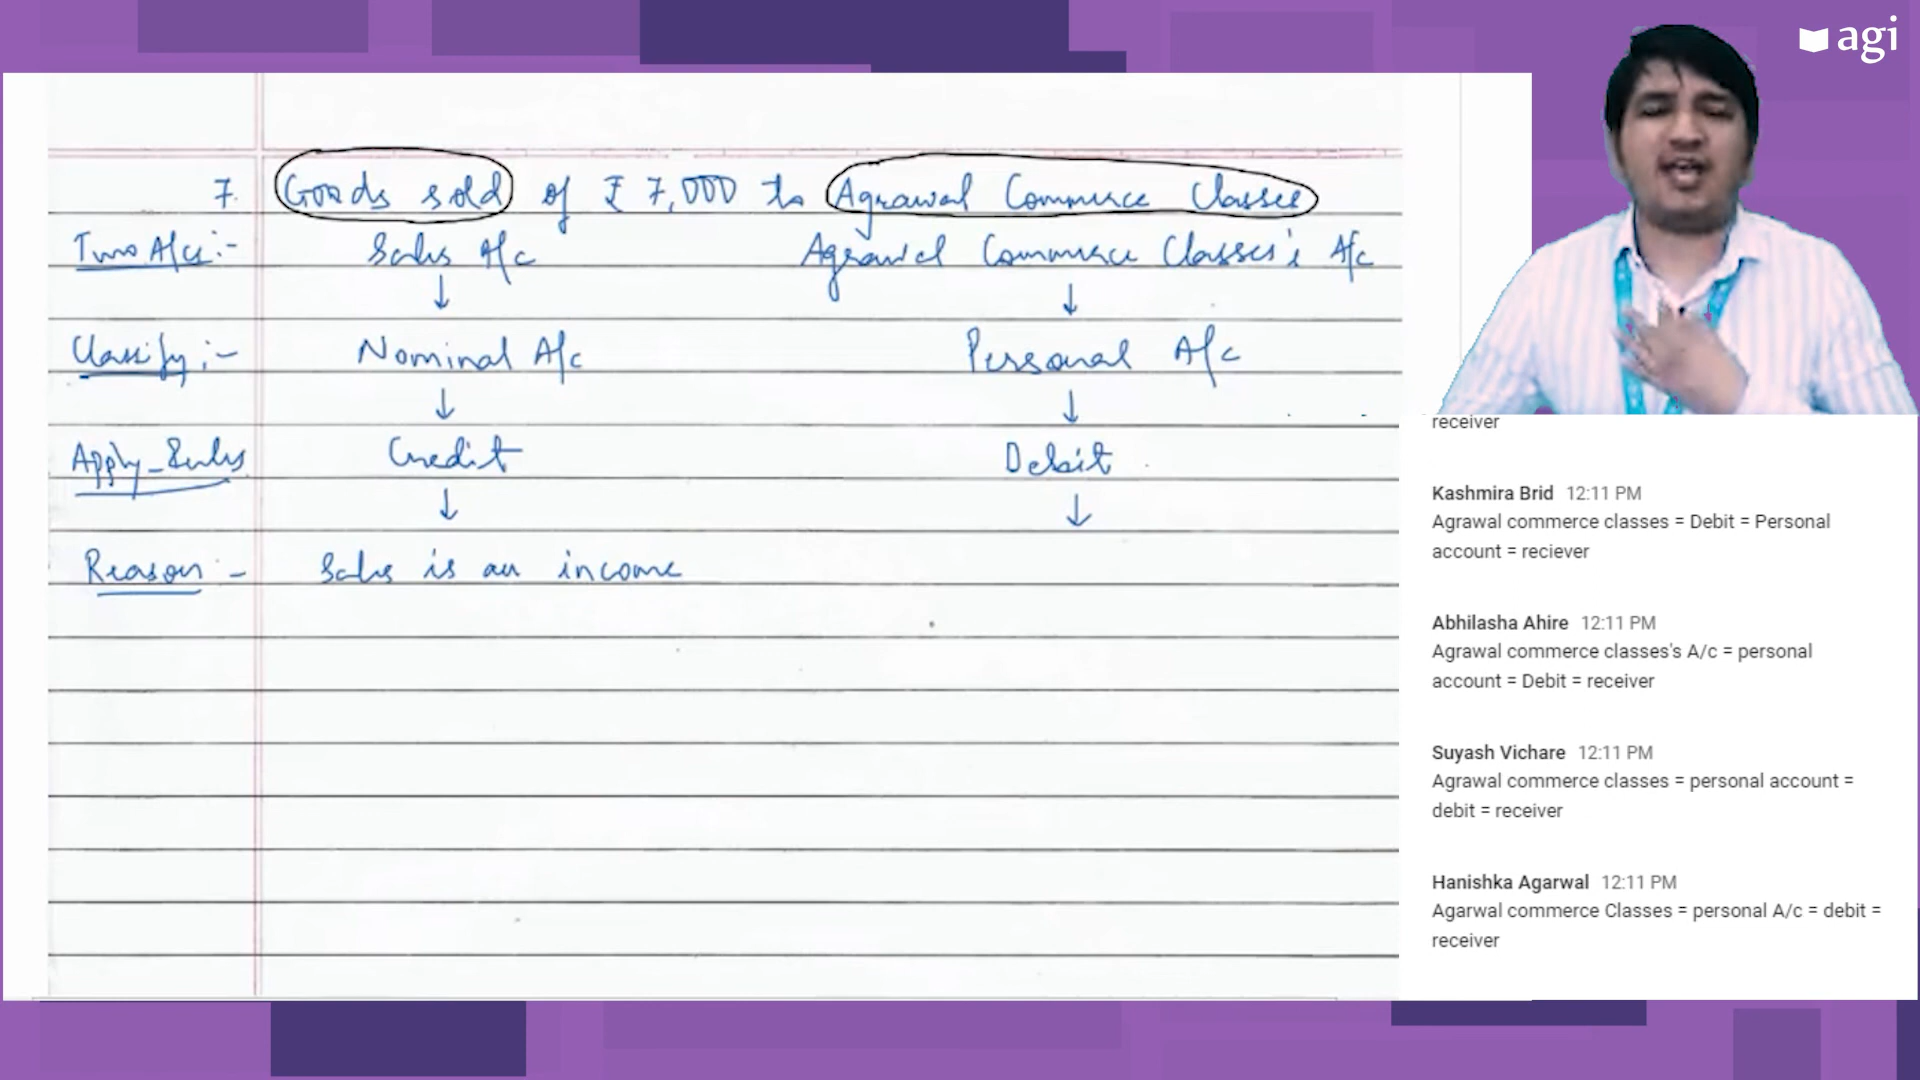 agi
7. Goods sold of ₹ 7,000 to Agrawal Commerce Classes
Two A/cs:- Sales A/c Agrawal Commerce Classes's A/c
↓ ↓
Classify:- Nominal A/c Personal A/c
↓ ↓
Apply Rules Credit Debit
↓ ↓
Reason:- Sales is an income
receiver
Kashmira Brid 12:11 PM
Agrawal commerce classes = Debit = Personal
account = reciever
Abhilasha Ahire 12:11 PM
Agrawal commerce classes's A/c = personal
account = Debit = receiver
Suyash Vichare 12:11 PM
Agrawal commerce classes = personal account =
debit = receiver
Hanishka Agarwal 12:11 PM
Agarwal commerce Classes = personal A/c = debit =
receiver